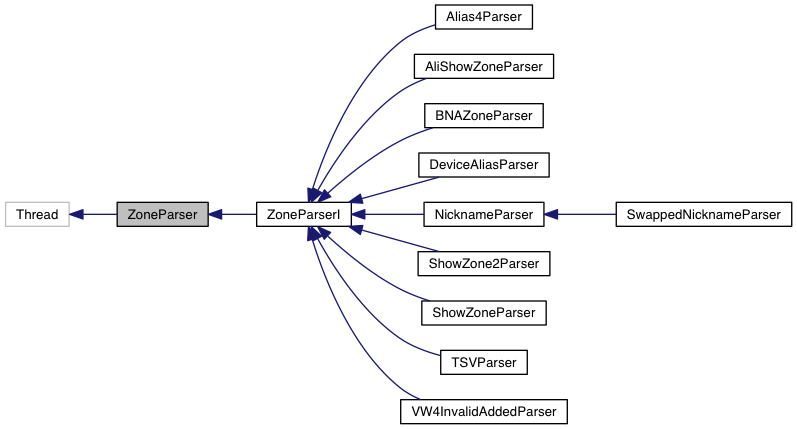 Alias4Parser
AliShowZoneParser
BNAZoneParser
DeviceAliasParser
Thread
ZoneParser
ZoneParserI
NicknameParser
SwappedNicknameParser
ShowZone2Parser
ShowZoneParser
TSVParser
VW4InvalidAddedParser